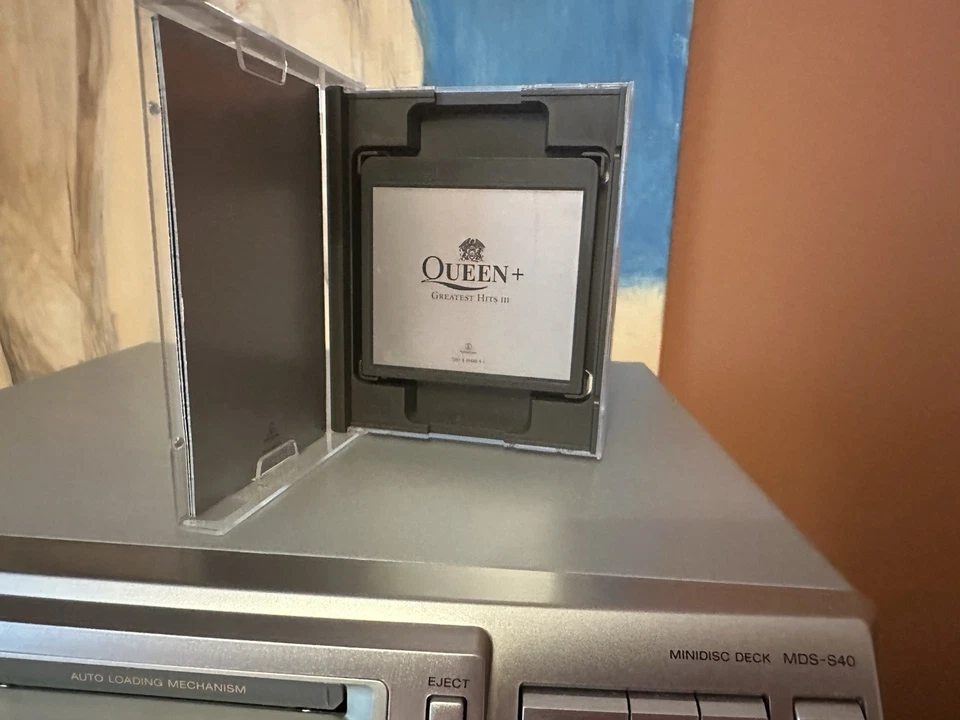 QUEEN+
GREATEST HITS III
MINIDISC DECK MDS-S40
AUTO LOADING MECHANISM
EJECT